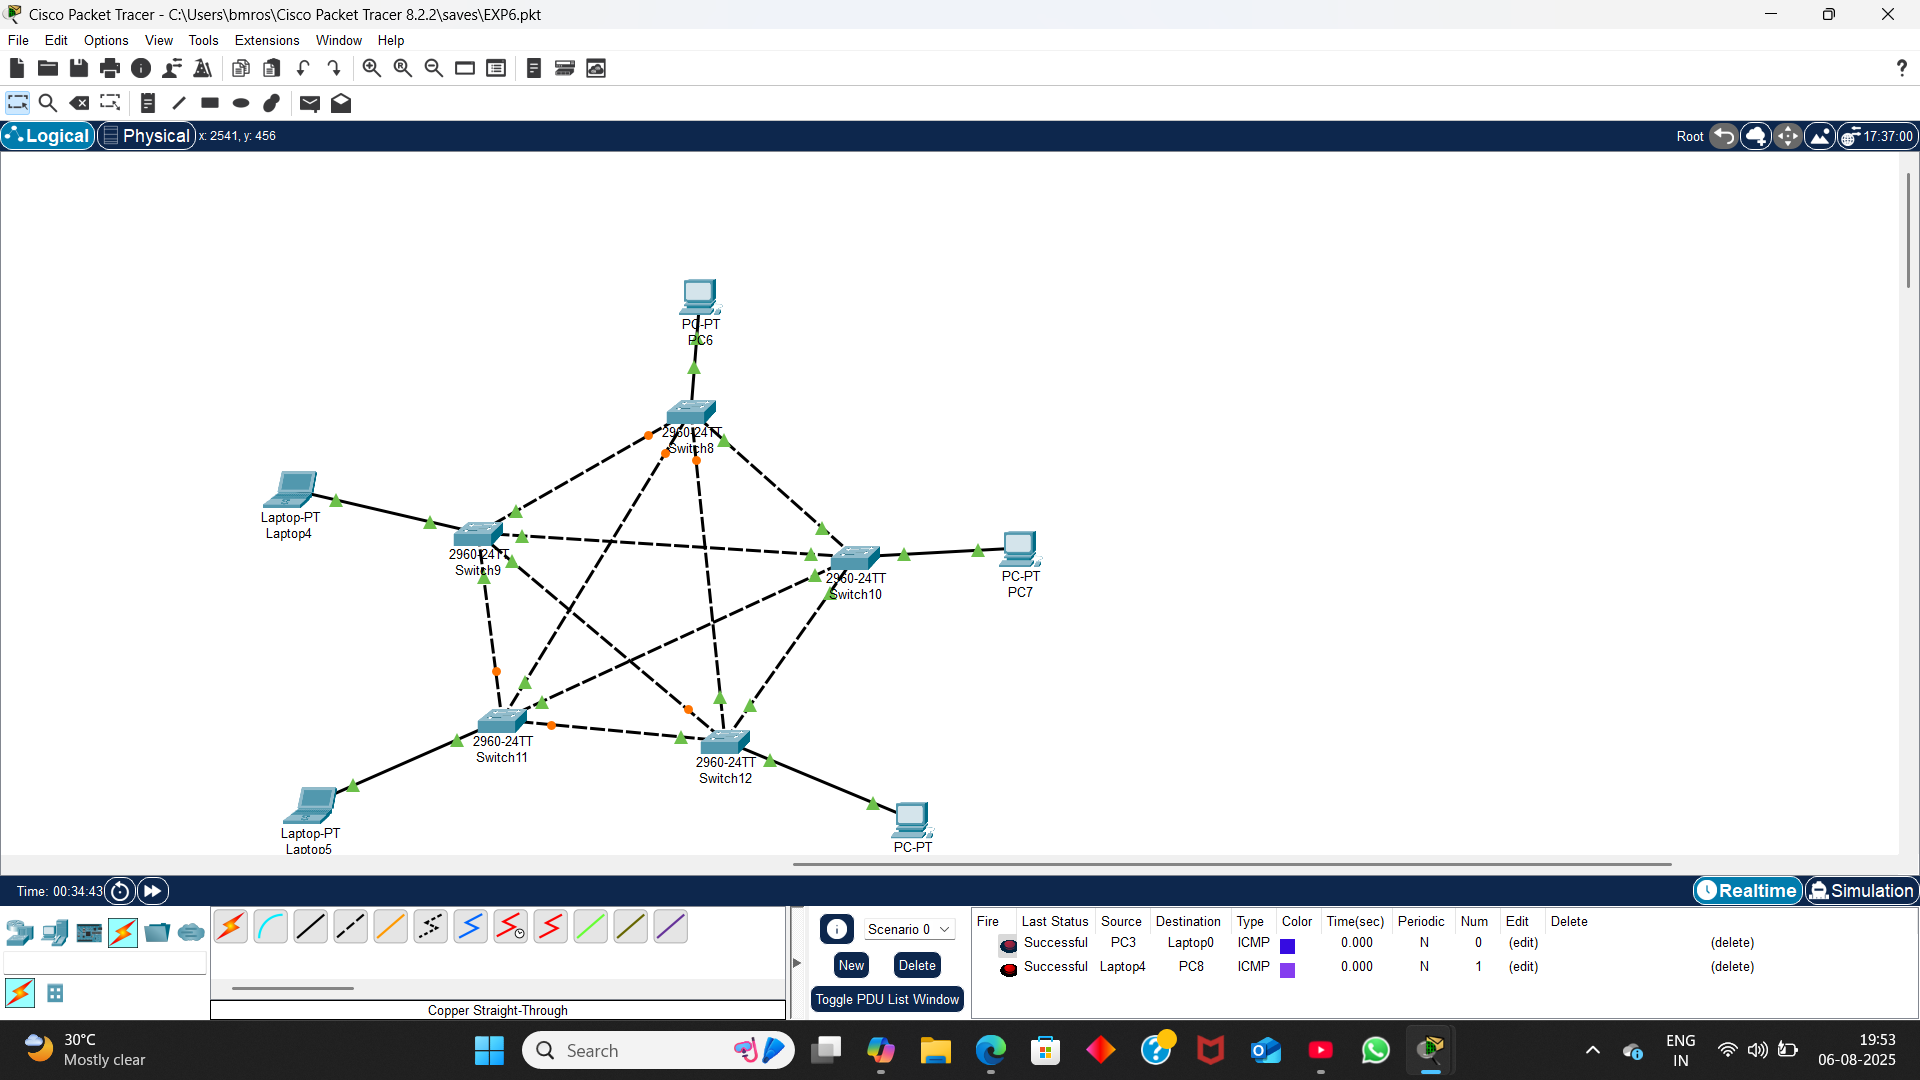 Cisco Packet Tracer - C:\Users\bmros\Cisco Packet Tracer 8.2.2\saves\EXP6.pkt
File Edit Options View Tools Extensions Window Help
?
Logical Physical x: 2541, y: 456 Root 17:37:00
PC-PT
PC6
2960-24TT
Switch8
Laptop-PT
Laptop4
2960-24TT
Switch9
2960-24TT
Switch10
PC-PT
PC7
2960-24TT
Switch11
2960-24TT
Switch12
Laptop-PT
Laptop5
PC-PT
Time: 00:34:43 Realtime Simulation
Scenario 0
New Delete
Toggle PDU List Window
Copper Straight-Through
Fire Last Status Source Destination Type Color Time(sec) Periodic Num Edit Delete
Successful PC3 Laptop0 ICMP 0.000 N 0 (edit) (delete)
Successful Laptop4 PC8 ICMP 0.000 N 1 (edit) (delete)
30°C
Mostly clear
Search
ENG
IN
19:53
06-08-2025